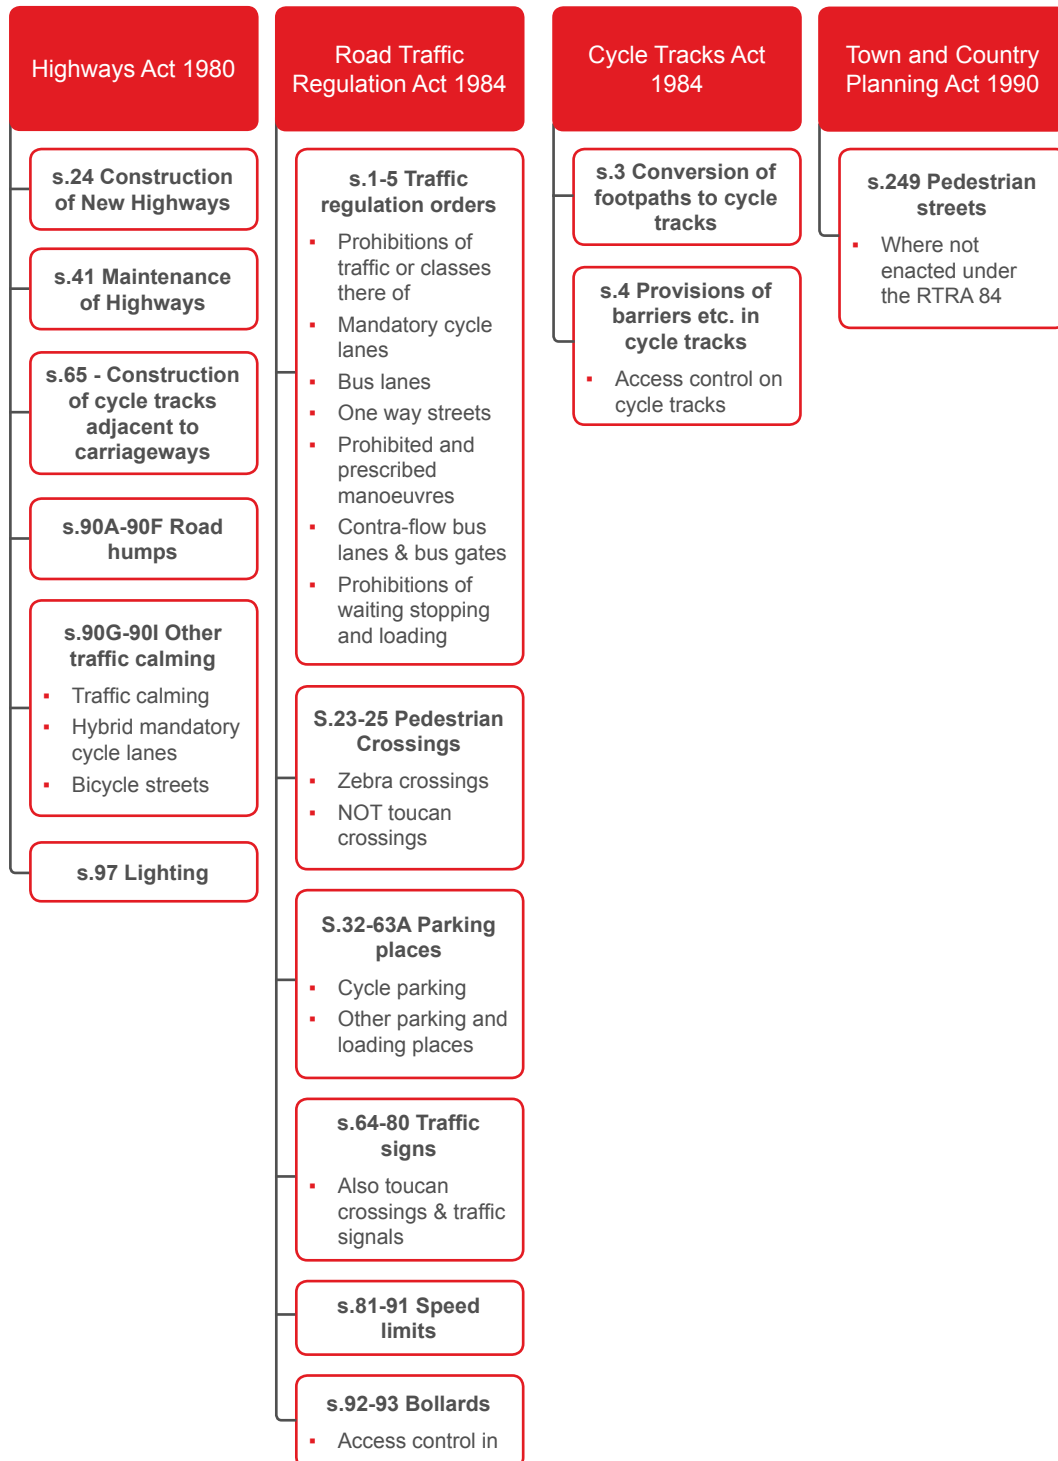 Highways Act 1980
s.24 Construction
of New Highways
s.41 Maintenance
of Highways
s.65 - Construction
of cycle tracks
adjacent to
carriageways
s.90A-90F Road
humps
s.90G-90I Other
traffic calming
▪ Traffic calming
▪ Hybrid mandatory
cycle lanes
▪ Bicycle streets
s.97 Lighting
Road Traffic
Regulation Act 1984
s.1-5 Traffic
regulation orders
▪ Prohibitions of
traffic or classes
there of
▪ Mandatory cycle
lanes
▪ Bus lanes
▪ One way streets
▪ Prohibited and
prescribed
manoeuvres
▪ Contra-flow bus
lanes & bus gates
▪ Prohibitions of
waiting stopping
and loading
S.23-25 Pedestrian
Crossings
▪ Zebra crossings
▪ NOT toucan
crossings
S.32-63A Parking
places
▪ Cycle parking
▪ Other parking and
loading places
s.64-80 Traffic
signs
▪ Also toucan
crossings & traffic
signals
s.81-91 Speed
limits
s.92-93 Bollards
▪ Access control in
Cycle Tracks Act
1984
s.3 Conversion of
footpaths to cycle
tracks
s.4 Provisions of
barriers etc. in
cycle tracks
▪ Access control on
cycle tracks
Town and Country
Planning Act 1990
s.249 Pedestrian
streets
▪ Where not
enacted under
the RTRA 84